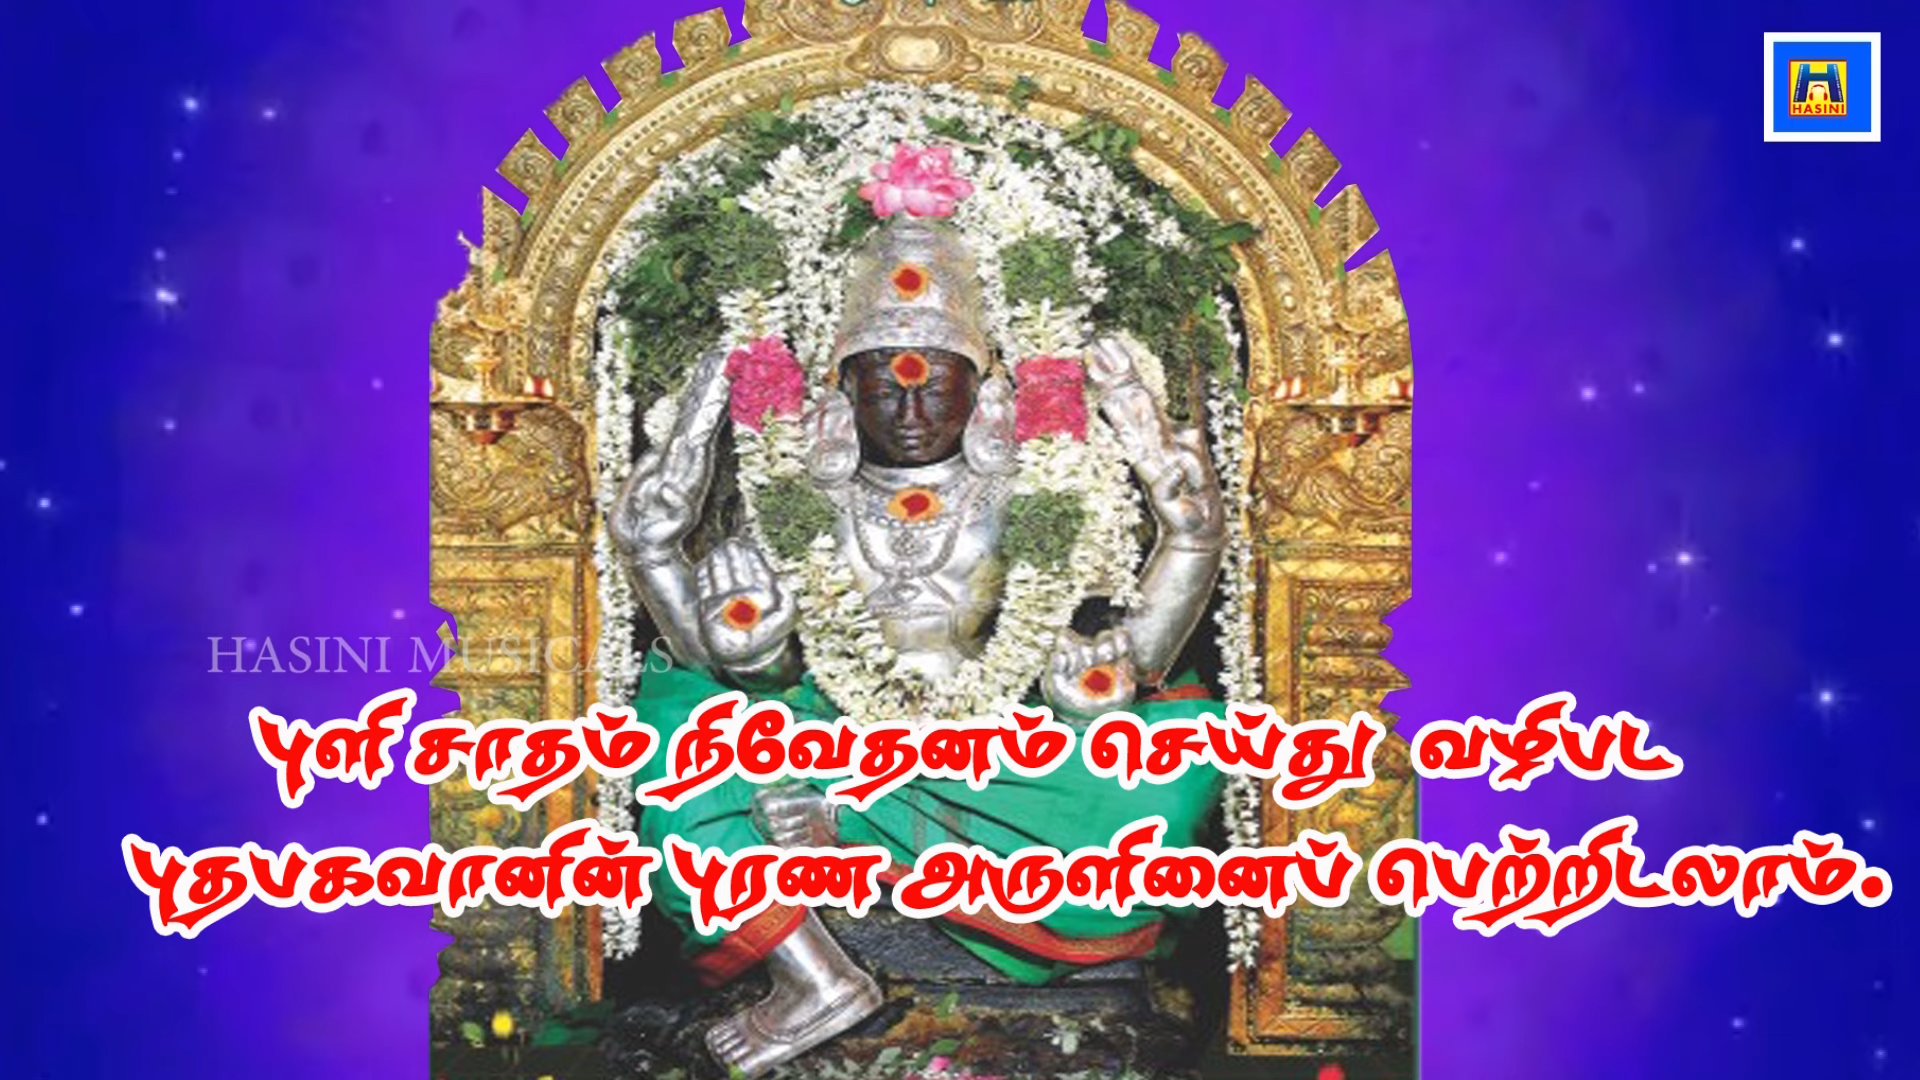 HASINI
HASINI MUSICALS
புளி சாதம் நிவேதனம் செய்து வழிபட
புதபகவானின் புரண அருளினைப் பெற்றிடலாம்.